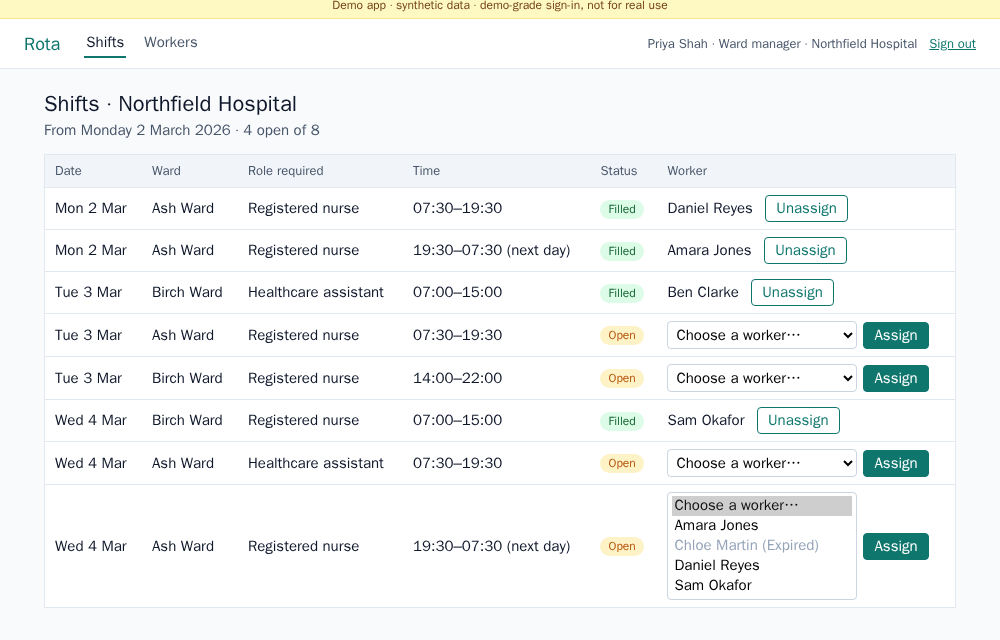 Demo app · synthetic data · demo-grade sign-in, not for real use
Rota Shifts Workers Priya Shah · Ward manager · Northfield Hospital Sign out
Shifts · Northfield Hospital
From Monday 2 March 2026 · 4 open of 8
Date Ward Role required Time Status Worker
Mon 2 Mar Ash Ward Registered nurse 07:30–19:30 Filled Daniel Reyes Unassign
Mon 2 Mar Ash Ward Registered nurse 19:30–07:30 (next day) Filled Amara Jones Unassign
Tue 3 Mar Birch Ward Healthcare assistant 07:00–15:00 Filled Ben Clarke Unassign
Tue 3 Mar Ash Ward Registered nurse 07:30–19:30 Open Choose a worker… Assign
Tue 3 Mar Birch Ward Registered nurse 14:00–22:00 Open Choose a worker… Assign
Wed 4 Mar Birch Ward Registered nurse 07:00–15:00 Filled Sam Okafor Unassign
Wed 4 Mar Ash Ward Healthcare assistant 07:30–19:30 Open Choose a worker… Assign
Wed 4 Mar Ash Ward Registered nurse 19:30–07:30 (next day) Open Assign
Choose a worker…
Amara Jones
Chloe Martin (Expired)
Daniel Reyes
Sam Okafor